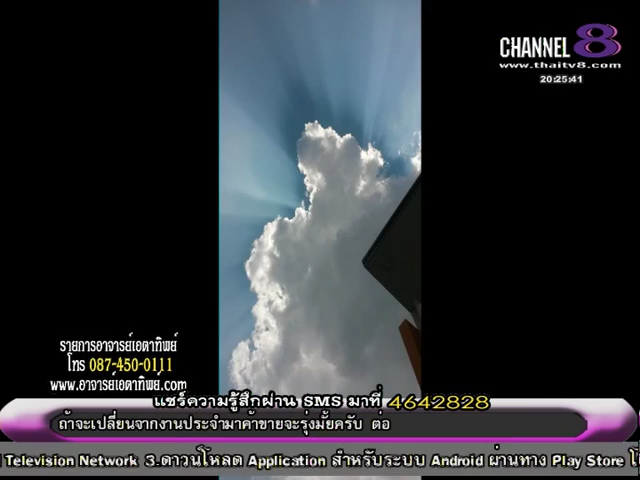 CHANNEL 8
www.thaitv8.com
20:25:41
รายการอาจารย์เอตาทิพย์
โทร 087-450-0111
www.อาจารย์เอตาทิพย์.com
แชร์ความรู้สึกผ่าน SMS มาที่ 4642828
ถ้าจะเปลี่ยนจากงานประจำมาค้าขายจะรุ่งมั้ยครับ ต่อ
Television Network 3.ดาวน์โหลด Application สำหรับระบบ Android ผ่านทาง Play Store